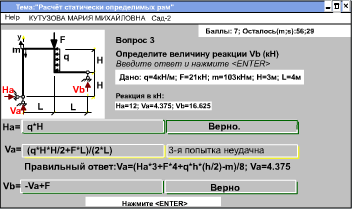 Тема:"Расчёт статически определимых рам"
Help КУТУЗОВА МАРИЯ МИХАЙЛОВНА Сад-2
Баллы: 7; Осталось(m;s):56;29
Вопрос 3
Определите величину реакции Vb (кН)
Введите ответ и нажмите <ENTER>
Дано: q=4кН/м; F=21кН; m=103кНм; H=3м; L=4м
Реакция в кН:
Ha=12; Va=4.375; Vb=16.625
y
F
m
q
H
Vb
H
Ha
x
Va
L
L
Ha= q*H Верно.
Va= (q*H*H/2+F*L)/(2*L) 3-я попытка неудачна
Правильный ответ:Va=(Ha*3+F*4+q*h*(h/2)-m)/8; Va=4.375
Vb= -Va+F Верно
Нажмите <ENTER>